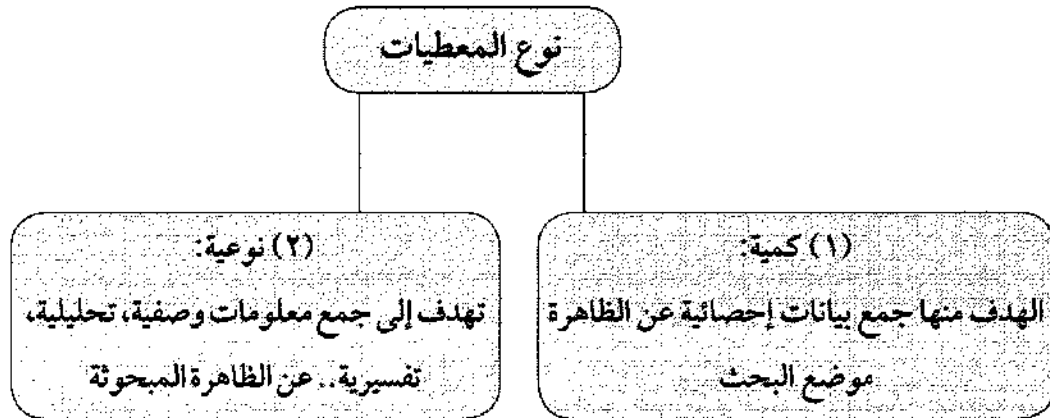 نوع المعطيات
(١) كمية:
الهدف منها جمع بيانات إحصائية عن الظاهرة
موضع البحث
(٢) نوعية:
تهدف إلى جمع معلومات وصفية، تحليلية،
تفسيرية.. عن الظاهرة المبحوثة